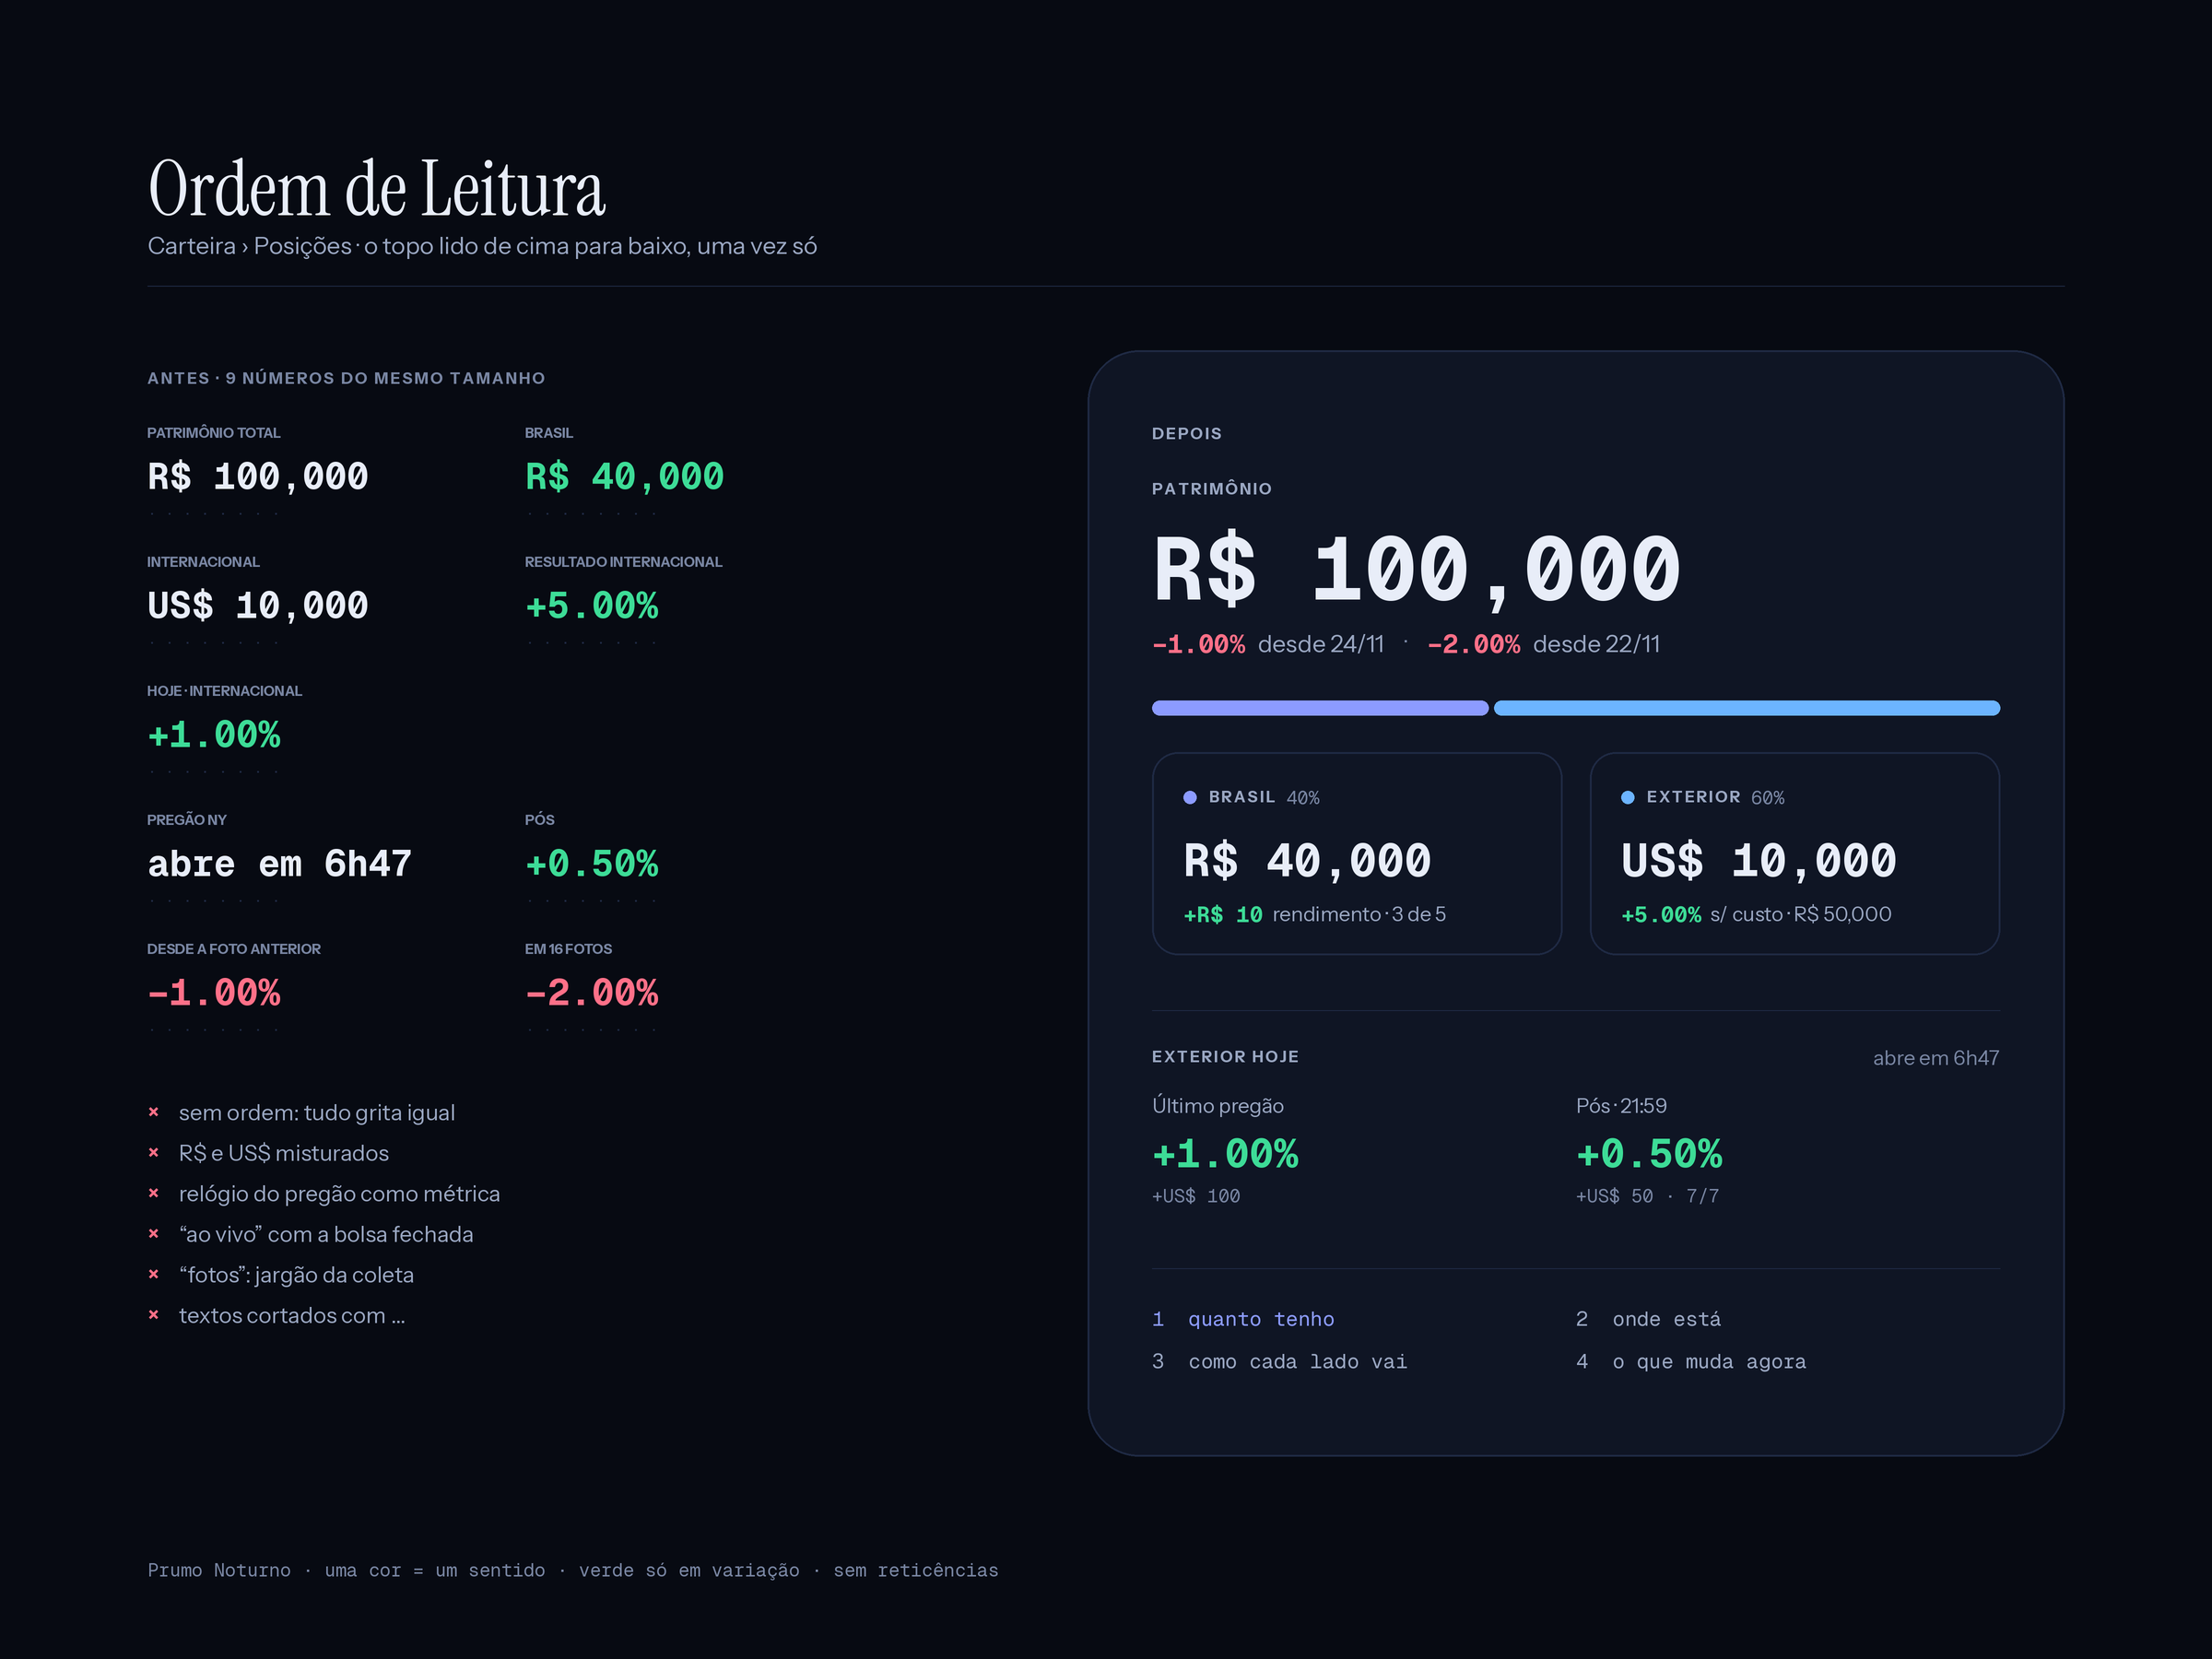 Ordem de Leitura
Carteira › Posições · o topo lido de cima para baixo, uma vez só
ANTES · 9 NÚMEROS DO MESMO TAMANHO
PATRIMÔNIO TOTAL
R$ 100,000
BRASIL
R$ 40,000
INTERNACIONAL
US$ 10,000
RESULTADO INTERNACIONAL
+5.00%
HOJE · INTERNACIONAL
+1.00%
PREGÃO NY
abre em 6h47
PÓS
+0.50%
DESDE A FOTO ANTERIOR
−1.00%
EM 16 FOTOS
−2.00%
× sem ordem: tudo grita igual
× R$ e US$ misturados
× relógio do pregão como métrica
× “ao vivo” com a bolsa fechada
× “fotos”: jargão da coleta
× textos cortados com ...
DEPOIS
PATRIMÔNIO
R$ 100,000
−1.00% desde 24/11 · −2.00% desde 22/11
BRASIL 40%
R$ 40,000
+R$ 10 rendimento · 3 de 5
EXTERIOR 60%
US$ 10,000
+5.00% s/ custo · R$ 50,000
EXTERIOR HOJE
abre em 6h47
Último pregão
+1.00%
+US$ 100
Pós · 21:59
+0.50%
+US$ 50 · 7/7
1 quanto tenho
2 onde está
3 como cada lado vai
4 o que muda agora
Prumo Noturno · uma cor = um sentido · verde só em variação · sem reticências